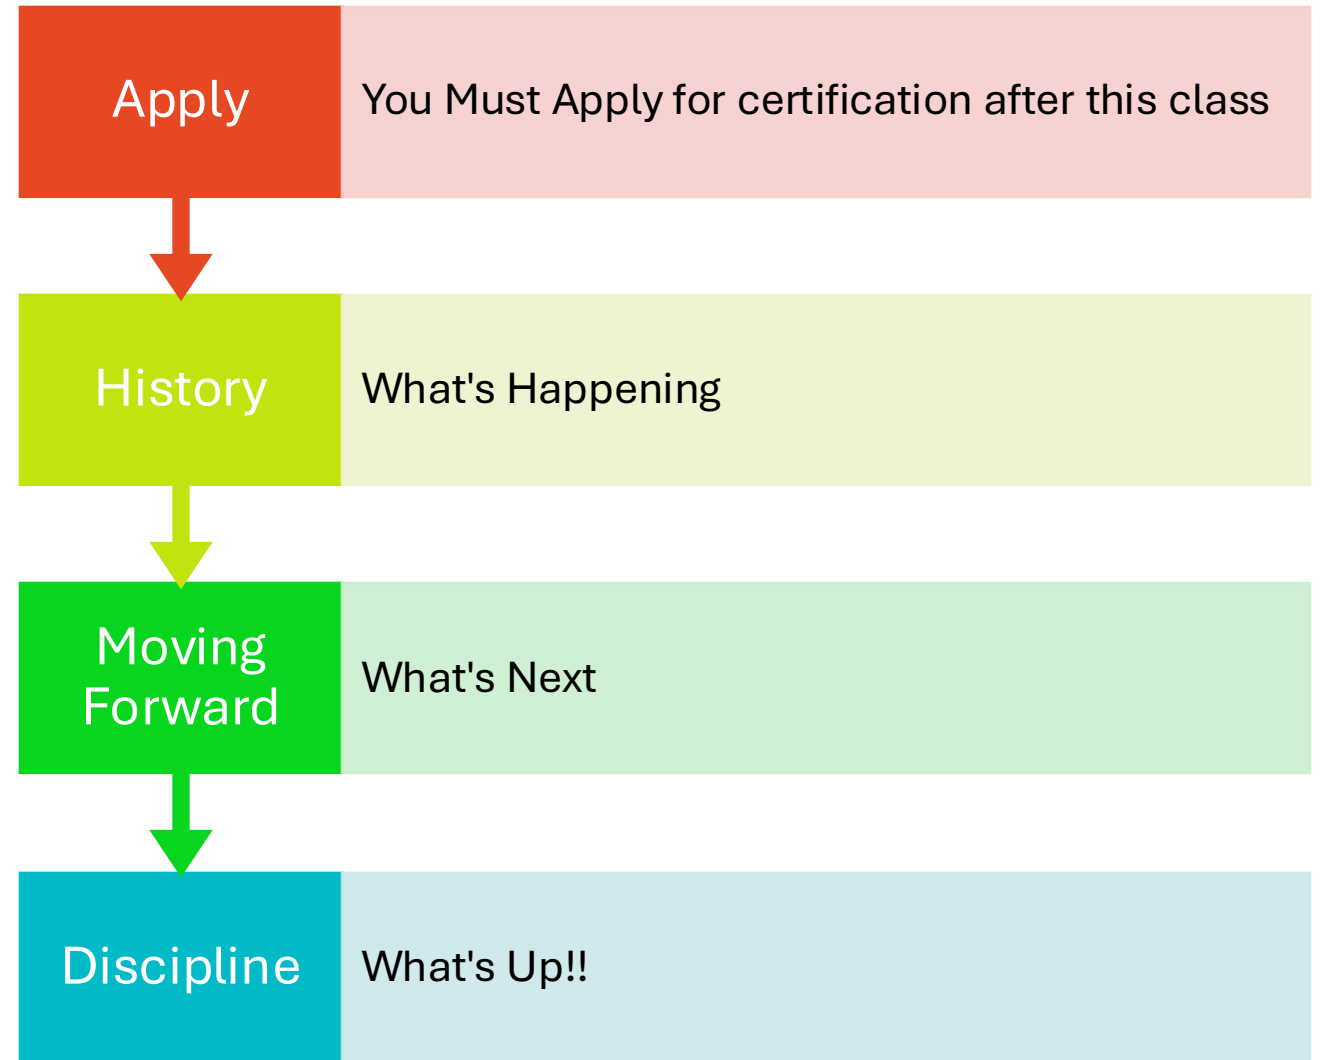 Apply
You Must Apply for certification after this class
History
What's Happening
Moving
Forward
What's Next
Discipline
What's Up!!